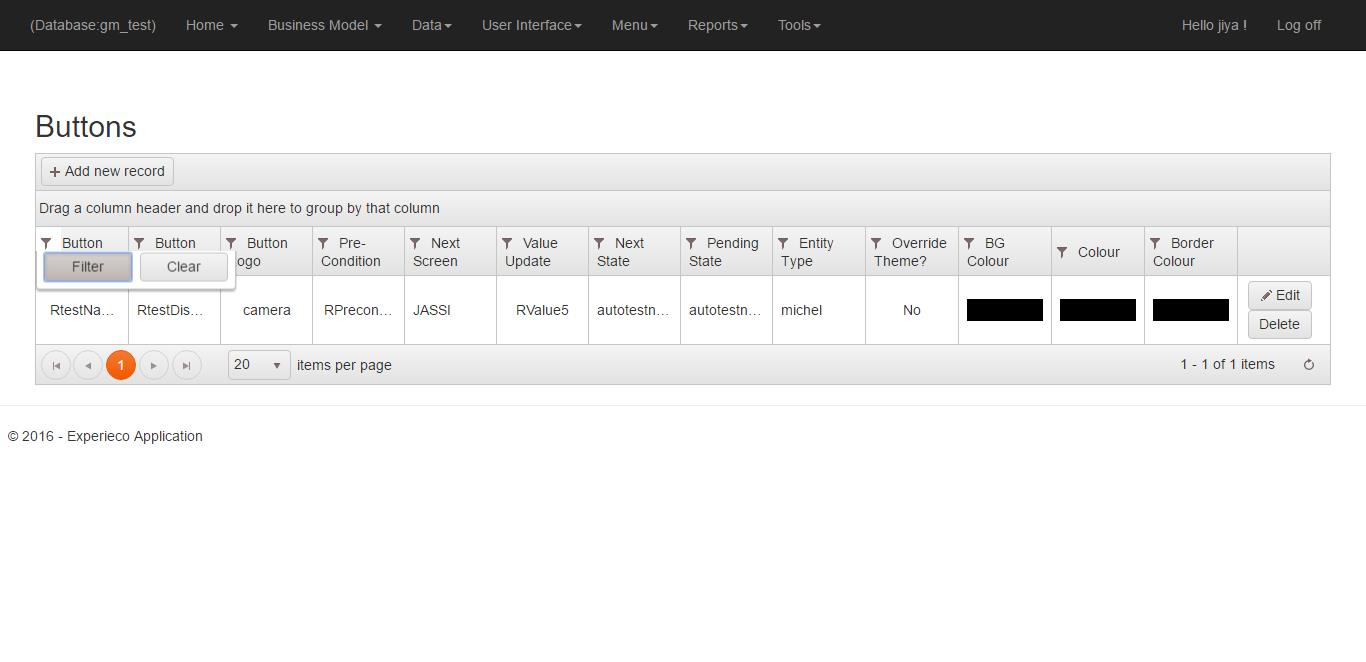 (Database:gm_test) Home Business Model Data User Interface Menu Reports Tools Hello jiya ! Log off
Buttons
Add new record
Drag a column header and drop it here to group by that column
Button Button Button Pre- Next Value Next Pending Entity Override BG Colour Border
ogo Condition Screen Update State State Type Theme? Colour Colour
Filter Clear
RtestNa... RtestDis... camera RPrecon... JASSI RValue5 autotestn... autotestn... michel No Edit
Delete
1 20 items per page 1 - 1 of 1 items
© 2016 - Experieco Application